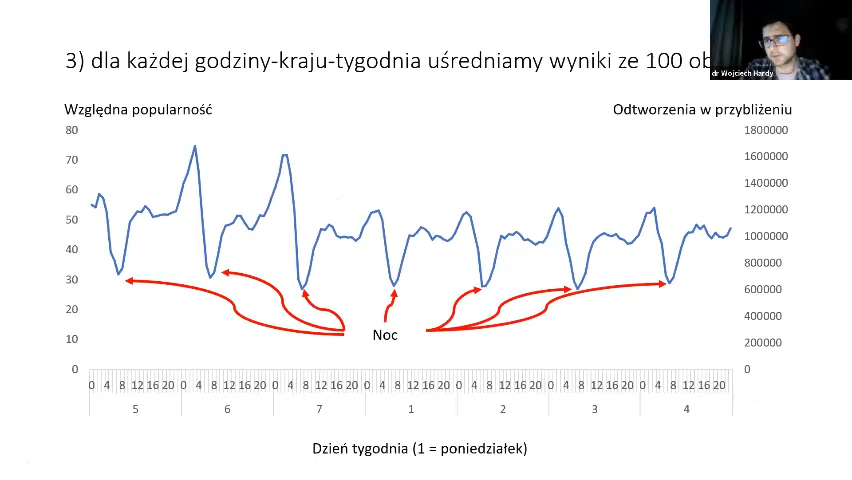 3) dla każdej godziny-kraju-tygodnia uśredniamy wyniki ze 100
dr Wojciech Hardy
Względna popularność
Odtworzenia w przybliżeniu
80
70
60
50
40
30
20
10
0
1800000
1600000
1400000
1200000
1000000
800000
600000
400000
200000
0
Noc
0 4 8 12 16 20 0 4 8 12 16 20 0 4 8 12 16 20 0 4 8 12 16 20 0 4 8 12 16 20 0 4 8 12 16 20 0 4 8 12 16 20
5 6 7 1 2 3 4
Dzień tygodnia (1 = poniedziałek)